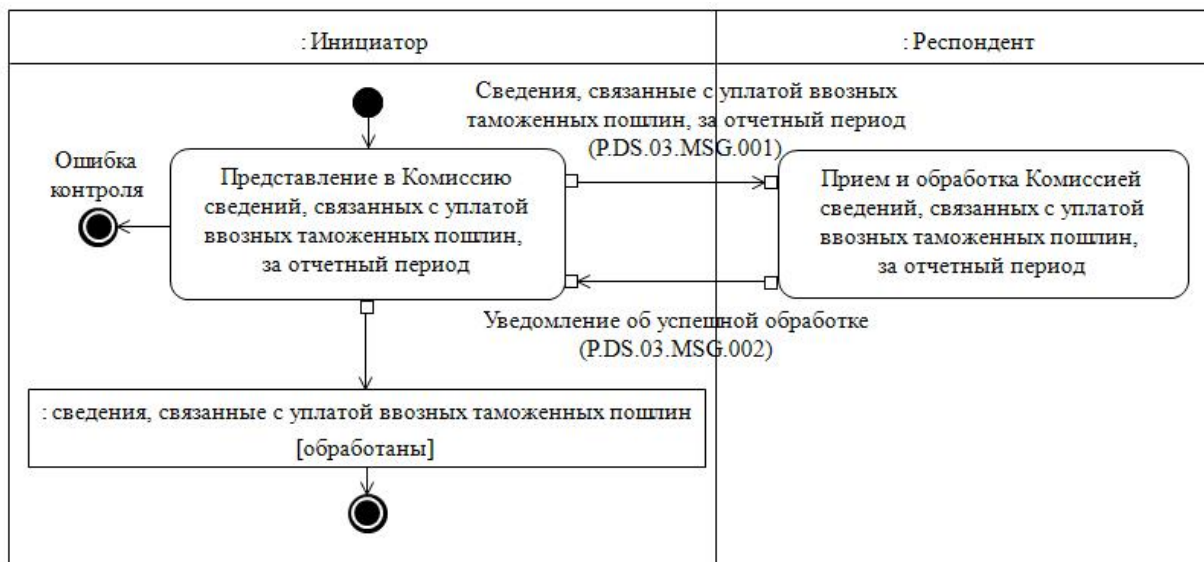 : Инициатор
: Респондент
Сведения, связанные с уплатой ввозных
таможенных пошлин, за отчетный период
(P.DS.03.MSG.001)
Ошибка
контроля
Представление в Комиссию
сведений, связанных с уплатой
ввозных таможенных пошлин,
за отчетный период
Прием и обработка Комиссией
сведений, связанных с уплатой
ввозных таможенных пошлин,
за отчетный период
Уведомление об успешной обработке
(P.DS.03.MSG.002)
: сведения, связанные с уплатой ввозных таможенных пошлин
[обработаны]